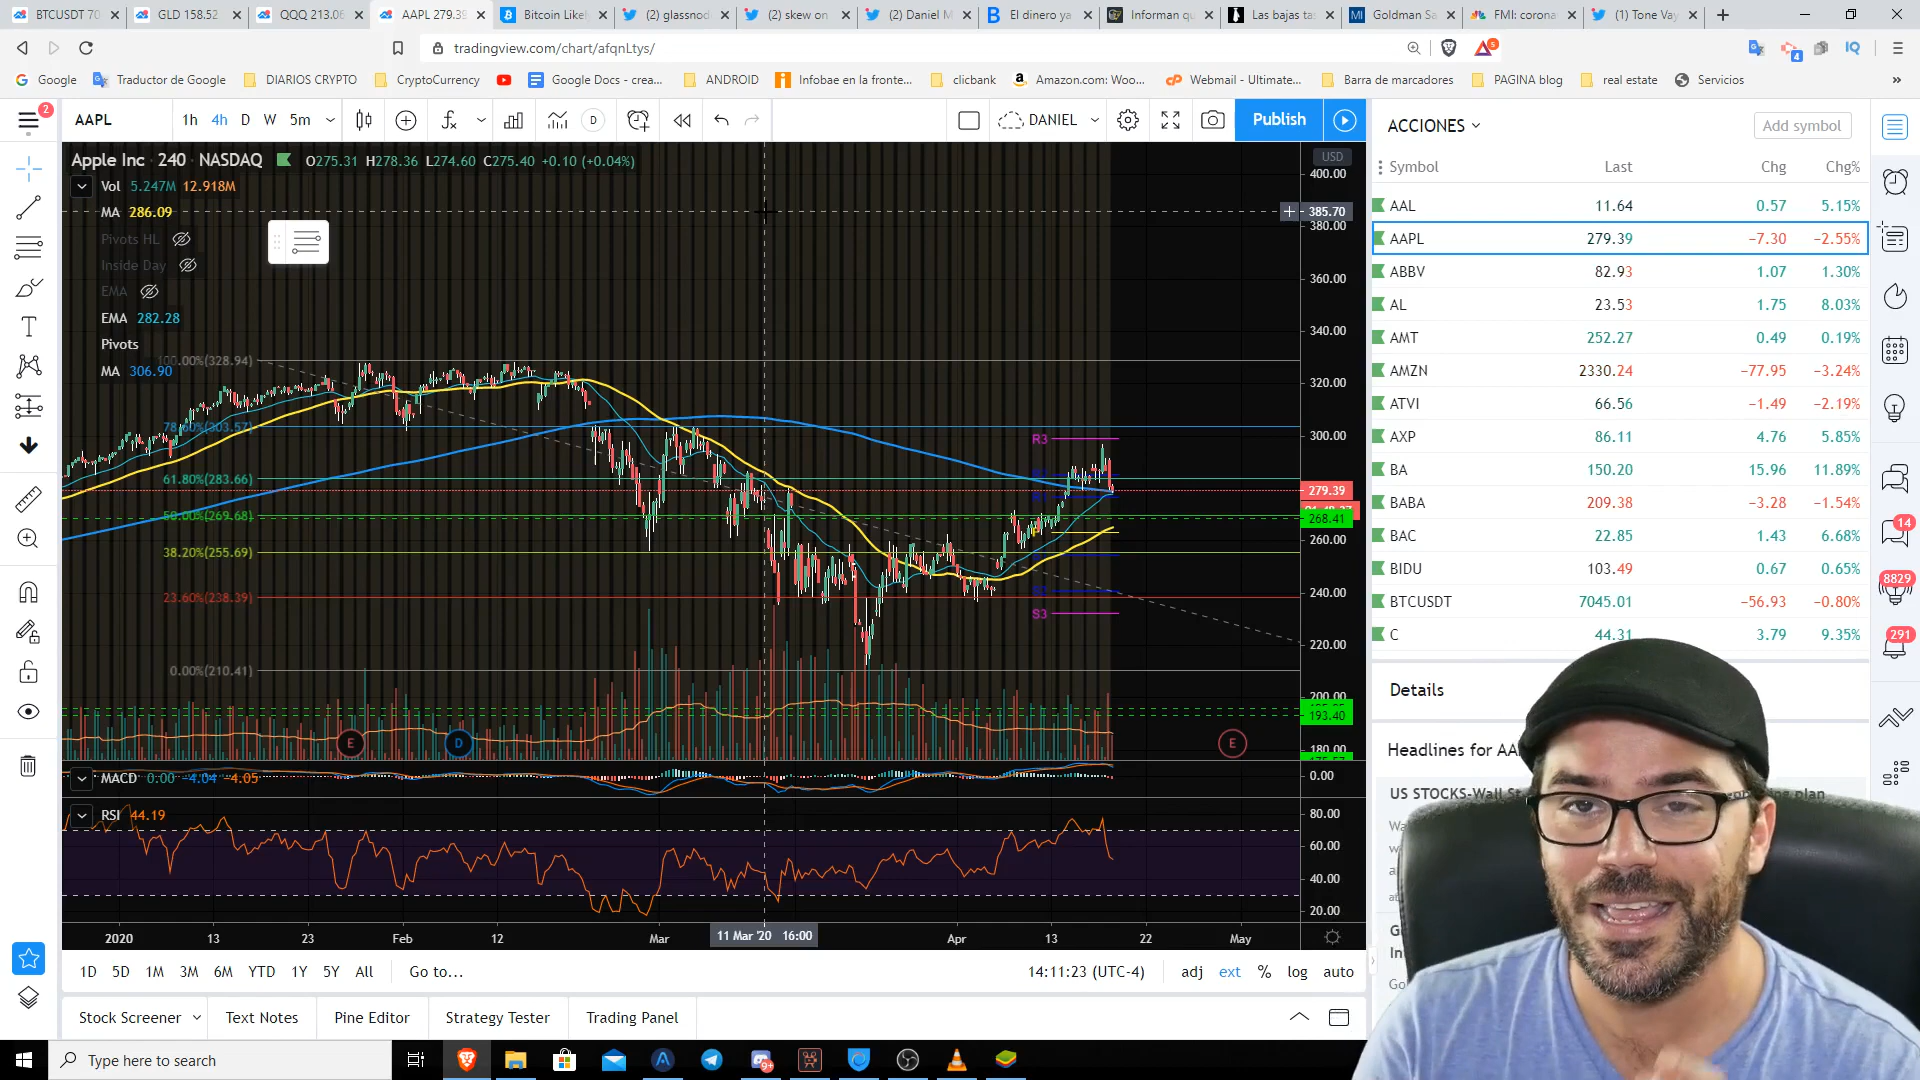 BTCUSDT 70
GLD 158.52
QQQ 213.06
AAPL 279.39
Bitcoin Likel
(2) glassnod
(2) skew on
(2) Daniel M
El dinero ya
Informan qu
Las bajas tas
Goldman Sa
FMI: corona
(1) Tone Vay
tradingview.com/chart/afqnLtys/
Google
Traductor de Google
DIARIOS CRYPTO
CryptoCurrency
Google Docs - crea...
ANDROID
Infobae en la fronte...
clicbank
Amazon.com: Woo...
Webmail - Ultimate...
Barra de marcadores
PAGINA blog
real estate
Servicios
2
AAPL
1h 4h D W 5m
D
DANIEL
Publish
ACCIONES
Add symbol
Apple Inc · 240 · NASDAQ
O275.31 H278.36 L274.60 C275.40 +0.10 (+0.04%)
Vol 5.247M 12.918M
MA 286.09
Pivots HL
Inside Day
EMA
EMA 282.28
Pivots
MA 306.90
100.00%(328.94)
78.60%(303.57)
61.80%(283.66)
50.00%(269.68)
38.20%(255.69)
23.60%(238.39)
0.00%(210.41)
R3
S3
E
D
E
USD
400.00
385.70
380.00
360.00
340.00
320.00
300.00
279.39
268.41
260.00
240.00
220.00
200.00
193.40
180.00
MACD 0.00 -4.04 -4.05
0.00
RSI 44.19
80.00
60.00
40.00
20.00
2020 13 23 Feb 12 Mar 11 Mar '20 16:00 Apr 13 22 May
1D 5D 1M 3M 6M YTD 1Y 5Y All Go to...
14:11:23 (UTC-4) adj ext % log auto
Stock Screener Text Notes Pine Editor Strategy Tester Trading Panel
Symbol Last Chg Chg%
AAL 11.64 0.57 5.15%
AAPL 279.39 −7.30 −2.55%
ABBV 82.93 1.07 1.30%
AL 23.53 1.75 8.03%
AMT 252.27 0.49 0.19%
AMZN 2330.24 −77.95 −3.24%
ATVI 66.56 −1.49 −2.19%
AXP 86.11 4.76 5.85%
BA 150.20 15.96 11.89%
BABA 209.38 −3.28 −1.54%
BAC 22.85 1.43 6.68%
BIDU 103.49 0.67 0.65%
BTCUSDT 7045.01 −56.93 −0.80%
C 44.31 3.79 9.35%
Details
Headlines for AA
US STOCKS-Wall St
plan
14
8829
291
Type here to search